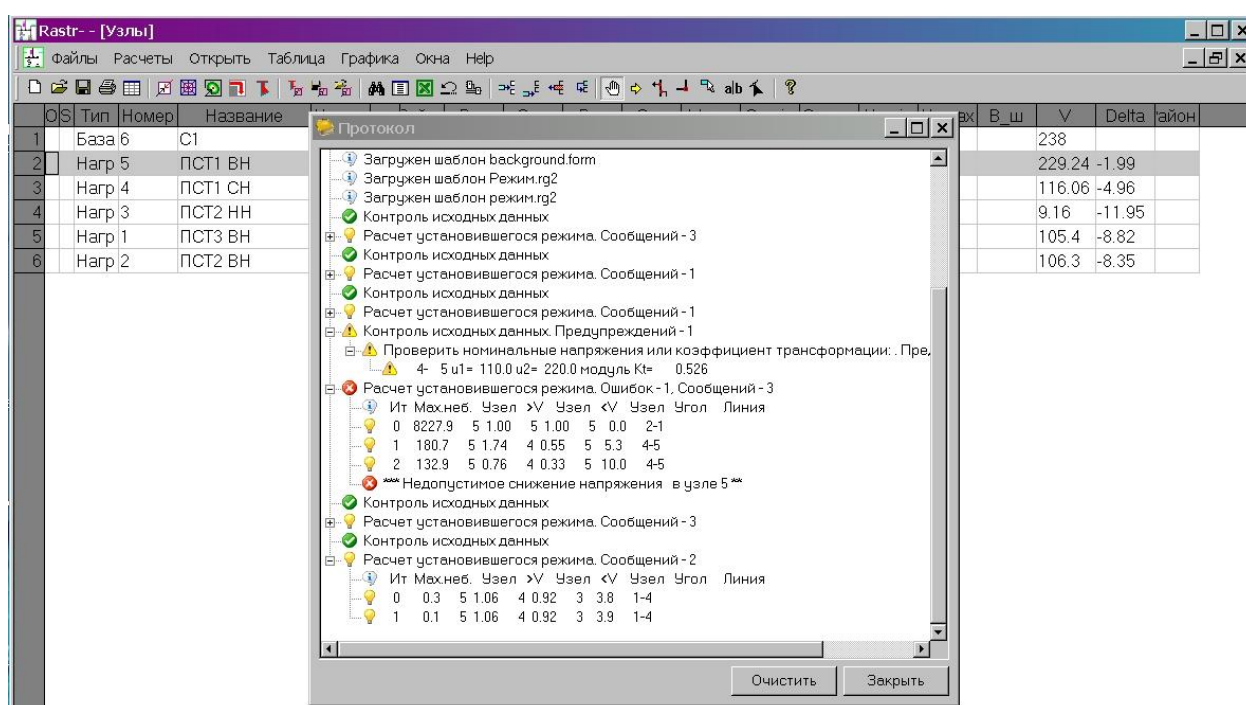 Rastr- - [Узлы]
Файлы Расчеты Открыть Таблица Графика Окна Help
alb ?
O S Тип Номер Название В_ш V Delta
1 База 6 С1 238
2 Нагр 5 ПСТ1 ВН 229.24 -1.99
3 Нагр 4 ПСТ1 СН 116.06 -4.96
4 Нагр 3 ПСТ2 НН 9.16 -11.95
5 Нагр 1 ПСТ3 ВН 105.4 -8.82
6 Нагр 2 ПСТ2 ВН 106.3 -8.35
Протокол
Загружен шаблон background.form
Загружен шаблон Режим.rg2
Загружен шаблон режим.rg2
Контроль исходных данных
Расчет установившегося режима. Сообщений - 3
Контроль исходных данных
Расчет установившегося режима. Сообщений - 1
Контроль исходных данных
Расчет установившегося режима. Сообщений - 1
Контроль исходных данных. Предупреждений - 1
Проверить номинальные напряжения или коэффициент трансформации: . Пре,
4- 5 u1= 110.0 u2= 220.0 модуль Kt= 0.526
Расчет установившегося режима. Ошибок - 1, Сообщений - 3
Ит Мах.неб. Узел >V Узел <V Узел Угол Линия
0 8227.9 5 1.00 5 1.00 5 0.0 2-1
1 180.7 5 1.74 4 0.55 5 5.3 4-5
2 132.9 5 0.76 4 0.33 5 10.0 4-5
*** Недопустимое снижение напряжения в узле 5 **
Контроль исходных данных
Расчет установившегося режима. Сообщений - 3
Контроль исходных данных
Расчет установившегося режима. Сообщений - 2
Ит Мах.неб. Узел >V Узел <V Узел Угол Линия
0 0.3 5 1.06 4 0.92 3 3.8 1-4
1 0.1 5 1.06 4 0.92 3 3.9 1-4
Очистить Закрыть